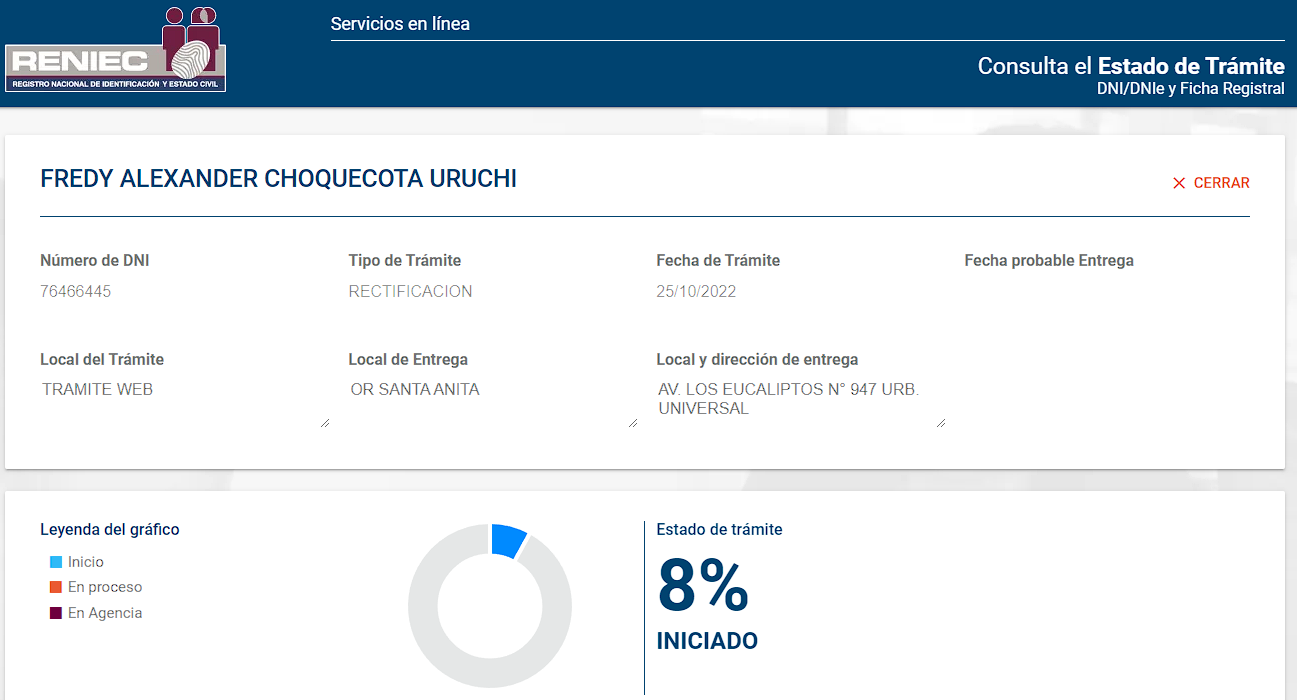 RENIEC
REGISTRO NACIONAL DE IDENTIFICACIÓN Y ESTADO CIVIL
Servicios en línea
Consulta el Estado de Trámite
DNI/DNIe y Ficha Registral
FREDY ALEXANDER CHOQUECOTA URUCHI
CERRAR
Número de DNI
Tipo de Trámite
Fecha de Trámite
Fecha probable Entrega
76466445
RECTIFICACION
25/10/2022
Local del Trámite
Local de Entrega
Local y dirección de entrega
TRAMITE WEB
OR SANTA ANITA
AV. LOS EUCALIPTOS N° 947 URB.
UNIVERSAL
Leyenda del gráfico
Inicio
En proceso
En Agencia
Estado de trámite
8%
INICIADO